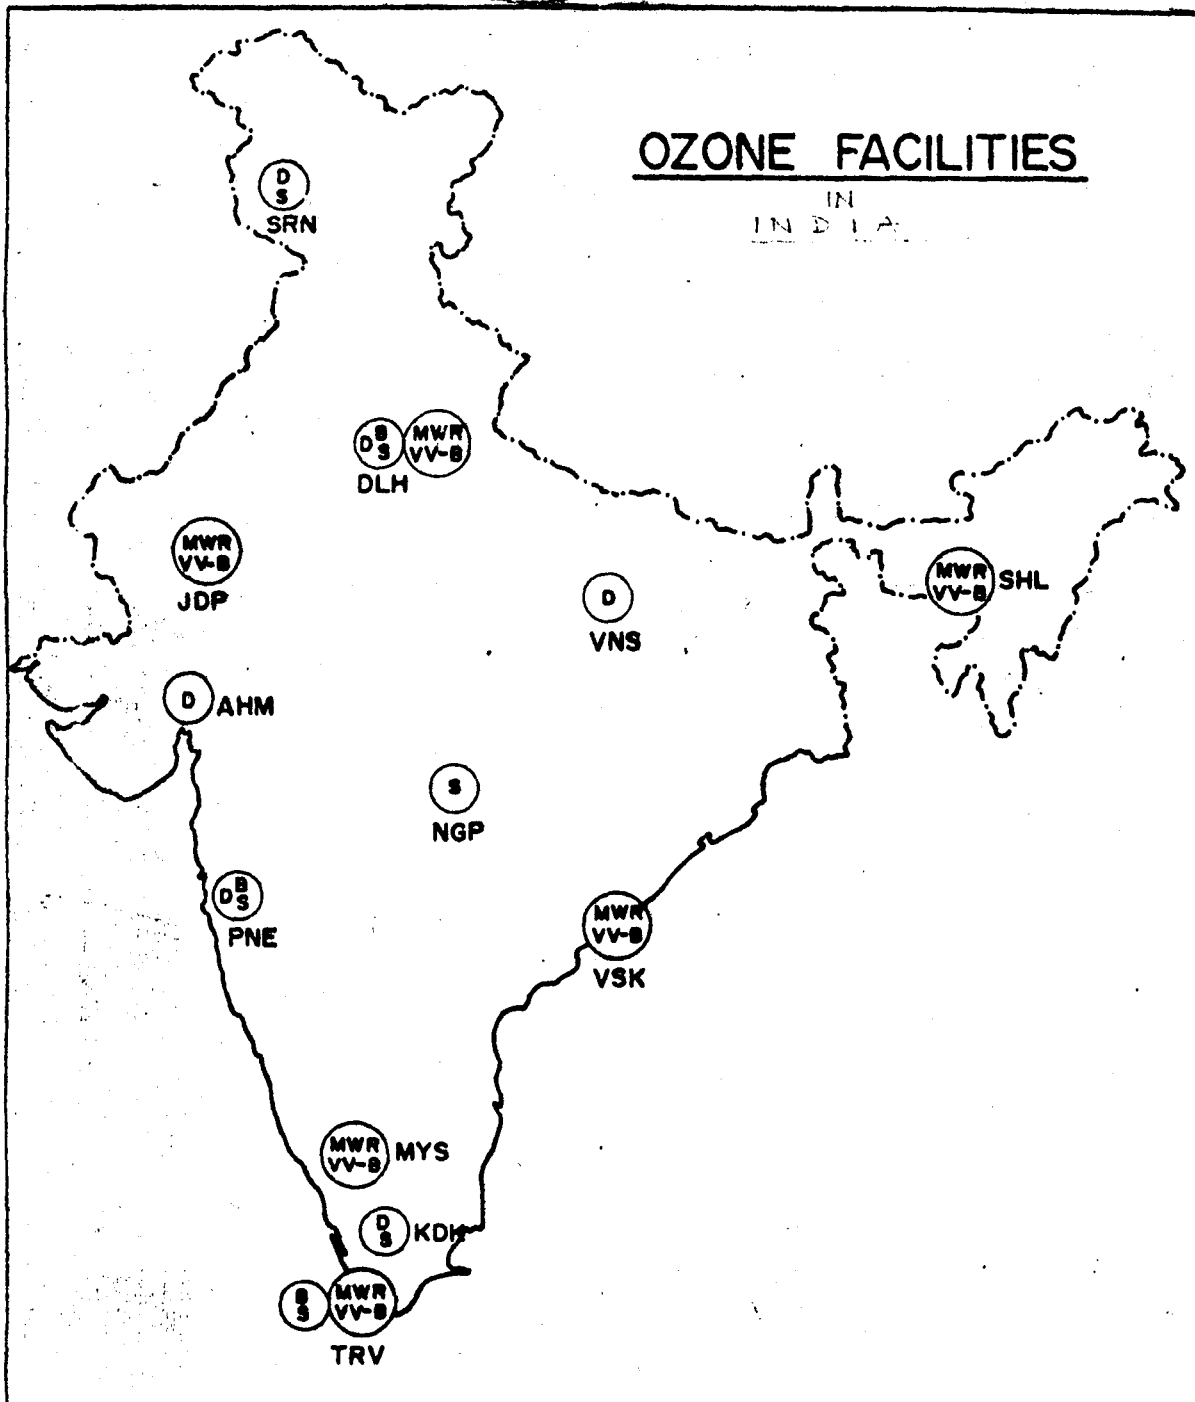 OZONE FACILITIES
IN
INDIA
D
S
SRN
D B S
MWR
VV-B
DLH
MWR
VV-B
JDP
D
VNS
MWR
VV-B
SHL
D
AHM
S
NGP
D B S
PNE
MWR
VV-B
VSK
MWR
VV-B
MYS
D
S
KDK
B
S
MWR
VV-B
TRV